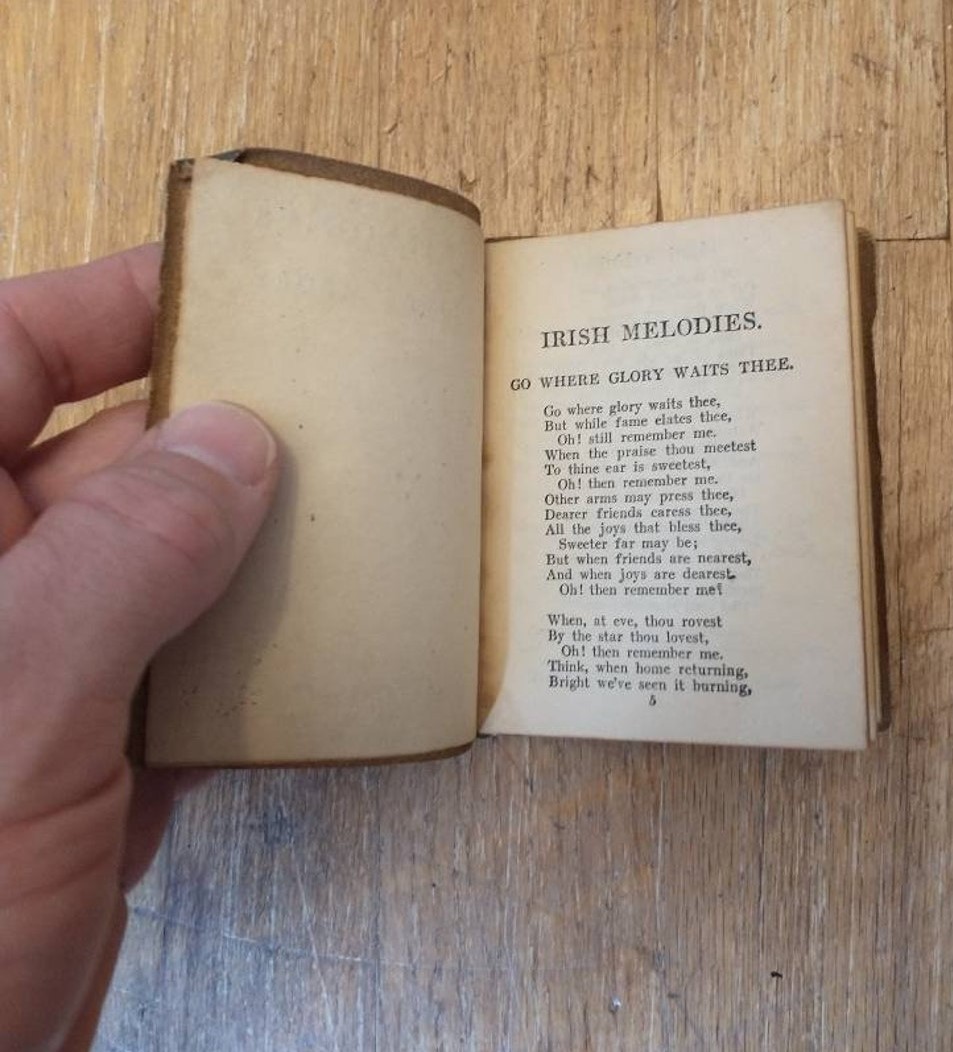 IRISH MELODIES.
GO WHERE GLORY WAITS THEE.
Go where glory waits thee,
But while fame elates thee,
Oh! still remember me.
When the praise thou meetest
To thine ear is sweetest,
Oh! then remember me.
Other arms may press thee,
Dearer friends caress thee,
All the joys that bless thee,
Sweeter far may be;
But when friends are nearest,
And when joys are dearest,
Oh! then remember me!
When, at eve, thou rovest
By the star thou lovest,
Oh! then remember me.
Think, when home returning,
Bright we've seen it burning,
5